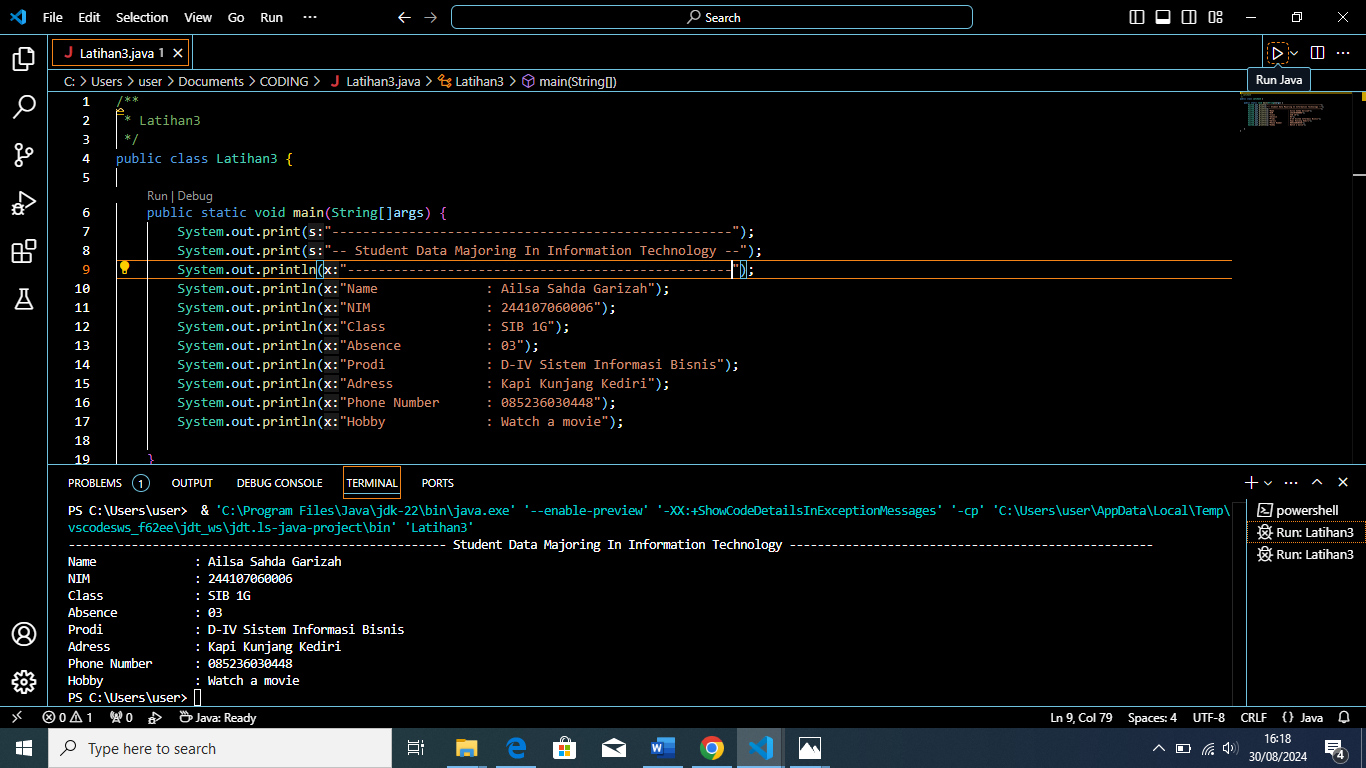 File Edit Selection View Go Run ··· Search
Latihan3.java 1
Run Java
C: > Users > user > Documents > CODING > Latihan3.java > Latihan3 > main(String[])
1 /**
2 * Latihan3
3 */
4 public class Latihan3 {
5
Run | Debug
6 public static void main(String[]args) {
7 System.out.print(s:"----------------------------------------------------");
8 System.out.print(s:"-- Student Data Majoring In Information Technology --");
9 System.out.println(x:"--------------------------------------------------");
10 System.out.println(x:"Name : Ailsa Sahda Garizah");
11 System.out.println(x:"NIM : 244107060006");
12 System.out.println(x:"Class : SIB 1G");
13 System.out.println(x:"Absence : 03");
14 System.out.println(x:"Prodi : D-IV Sistem Informasi Bisnis");
15 System.out.println(x:"Adress : Kapi Kunjang Kediri");
16 System.out.println(x:"Phone Number : 085236030448");
17 System.out.println(x:"Hobby : Watch a movie");
18
19 }
PROBLEMS 1 OUTPUT DEBUG CONSOLE TERMINAL PORTS
PS C:\Users\user> & 'C:\Program Files\Java\jdk-22\bin\java.exe' '--enable-preview' '-XX:+ShowCodeDetailsInExceptionMessages' '-cp' 'C:\Users\user\AppData\Local\Temp\
vscodesws_f62ee\jdt_ws\jdt.ls-java-project\bin' 'Latihan3'
------------------------------------------------------ Student Data Majoring In Information Technology ----------------------------------------------------
Name : Ailsa Sahda Garizah
NIM : 244107060006
Class : SIB 1G
Absence : 03
Prodi : D-IV Sistem Informasi Bisnis
Adress : Kapi Kunjang Kediri
Phone Number : 085236030448
Hobby : Watch a movie
PS C:\Users\user>
powershell
Run: Latihan3
Run: Latihan3
0 1 0 Java: Ready Ln 9, Col 79 Spaces: 4 UTF-8 CRLF {} Java
Type here to search
16:18
30/08/2024
4